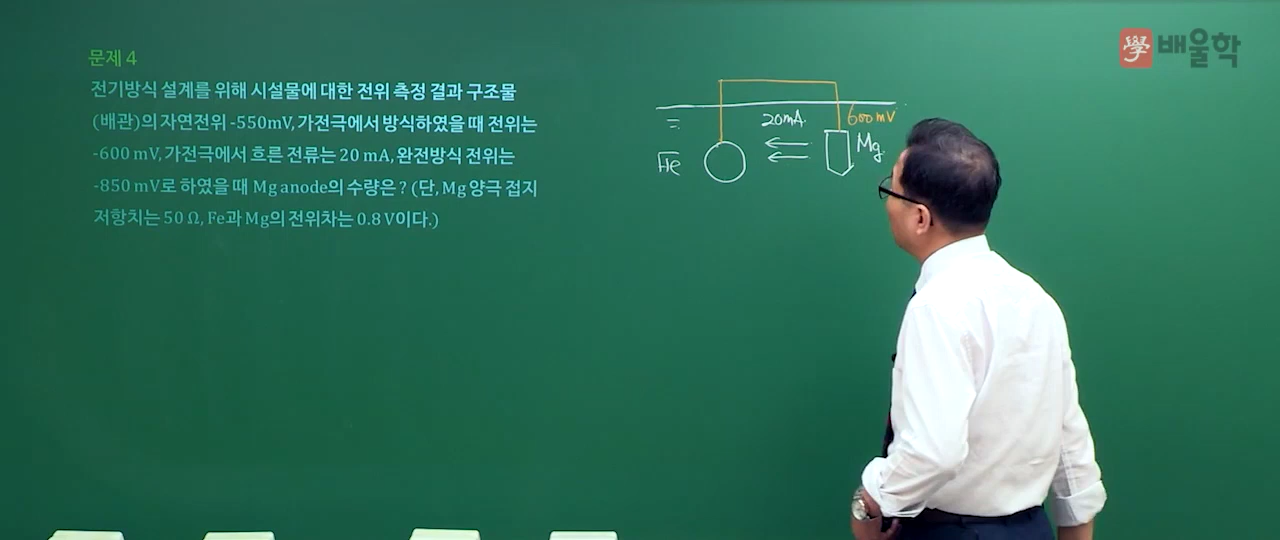 學 배울학
문제 4
전기방식 설계를 위해 시설물에 대한 전위 측정 결과 구조물
(배관)의 자연전위 -550mV, 가전극에서 방식하였을 때 전위는
-600 mV, 가전극에서 흐른 전류는 20 mA, 완전방식 전위는
-850 mV로 하였을 때 Mg anode의 수량은 ? (단, Mg 양극 접지
저항치는 50 Ω, Fe과 Mg의 전위차는 0.8 V이다.)
20mA.
600mV
Fe
Mg.